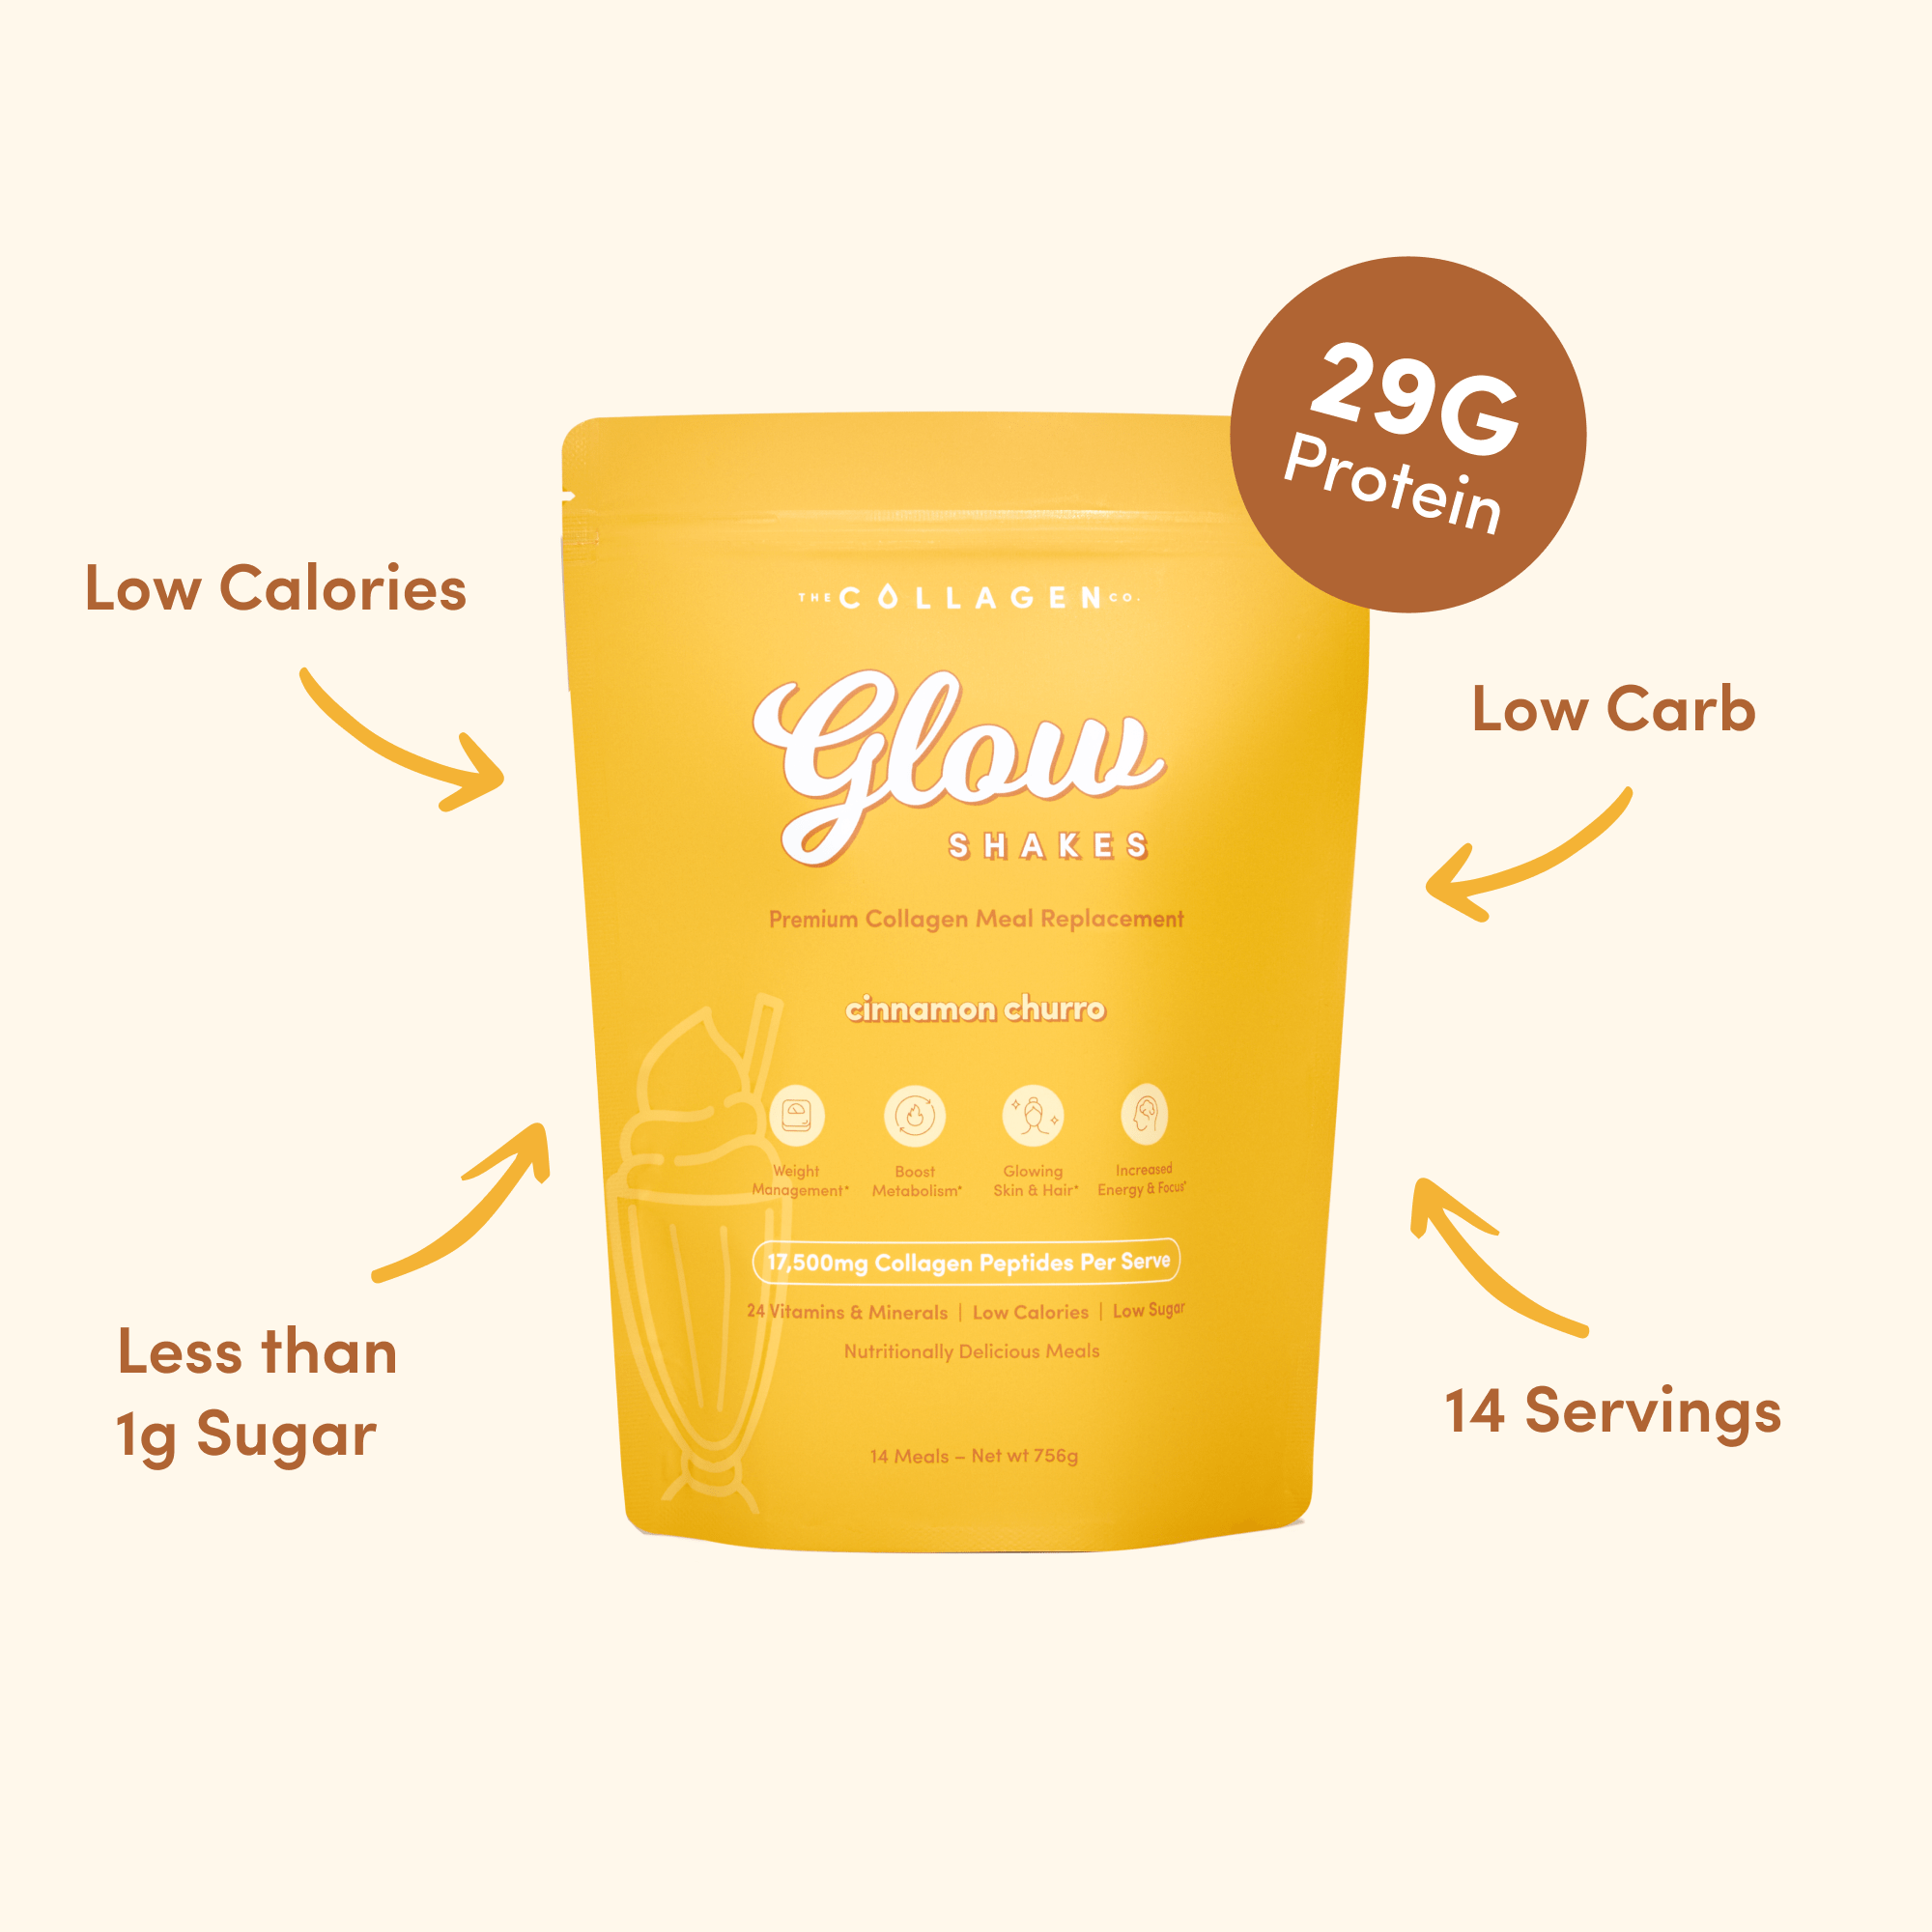 29G
Protein
Low Calories
THE COLLAGEN CO.
Glow
SHAKES
Low Carb
Premium Collagen Meal Replacement
cinnamon churro
Weight
Management*
Boost
Metabolism*
Glowing
Skin & Hair*
Increased
Energy & Focus*
17,500mg Collagen Peptides Per Serve
24 Vitamins & Minerals | Low Calories | Low Sugar
Nutritionally Delicious Meals
Less than
1g Sugar
14 Servings
14 Meals – Net wt 756g